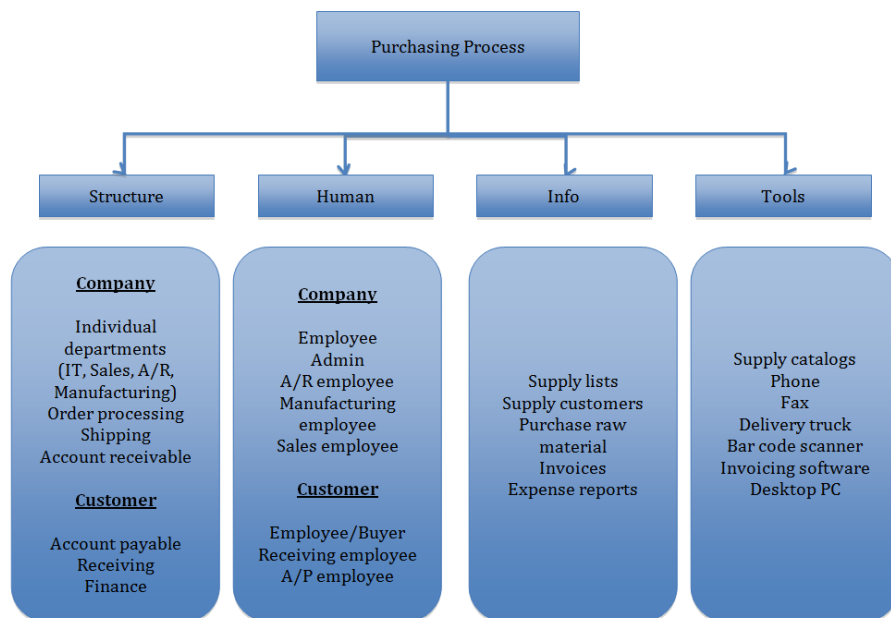 Purchasing Process
Structure
Human
Info
Tools
Company
Individual
departments
(IT, Sales, A/R,
Manufacturing)
Order processing
Shipping
Account receivable
Customer
Account payable
Receiving
Finance
Company
Employee
Admin
A/R employee
Manufacturing
employee
Sales employee
Customer
Employee/Buyer
Receiving employee
A/P employee
Supply lists
Supply customers
Purchase raw
material
Invoices
Expense reports
Supply catalogs
Phone
Fax
Delivery truck
Bar code scanner
Invoicing software
Desktop PC